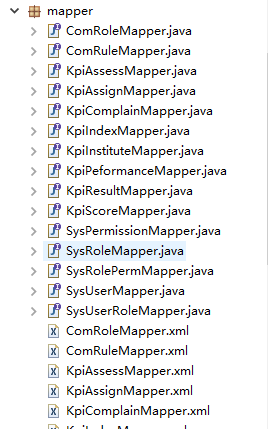 mapper
ComRoleMapper.java
ComRuleMapper.java
KpiAssessMapper.java
KpiAssignMapper.java
KpiComplainMapper.java
KpiIndexMapper.java
KpiInstituteMapper.java
KpiPeformanceMapper.java
KpiResultMapper.java
KpiScoreMapper.java
SysPermissionMapper.java
SysRoleMapper.java
SysRolePermMapper.java
SysUserMapper.java
SysUserRoleMapper.java
ComRoleMapper.xml
ComRuleMapper.xml
KpiAssessMapper.xml
KpiAssignMapper.xml
KpiComplainMapper.xml